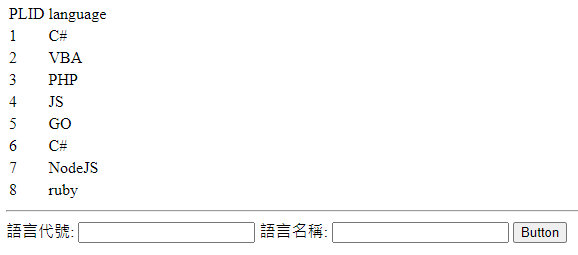 PLID language
1 C#
2 VBA
3 PHP
4 JS
5 GO
6 C#
7 NodeJS
8 ruby
語言代號: 語言名稱: Button